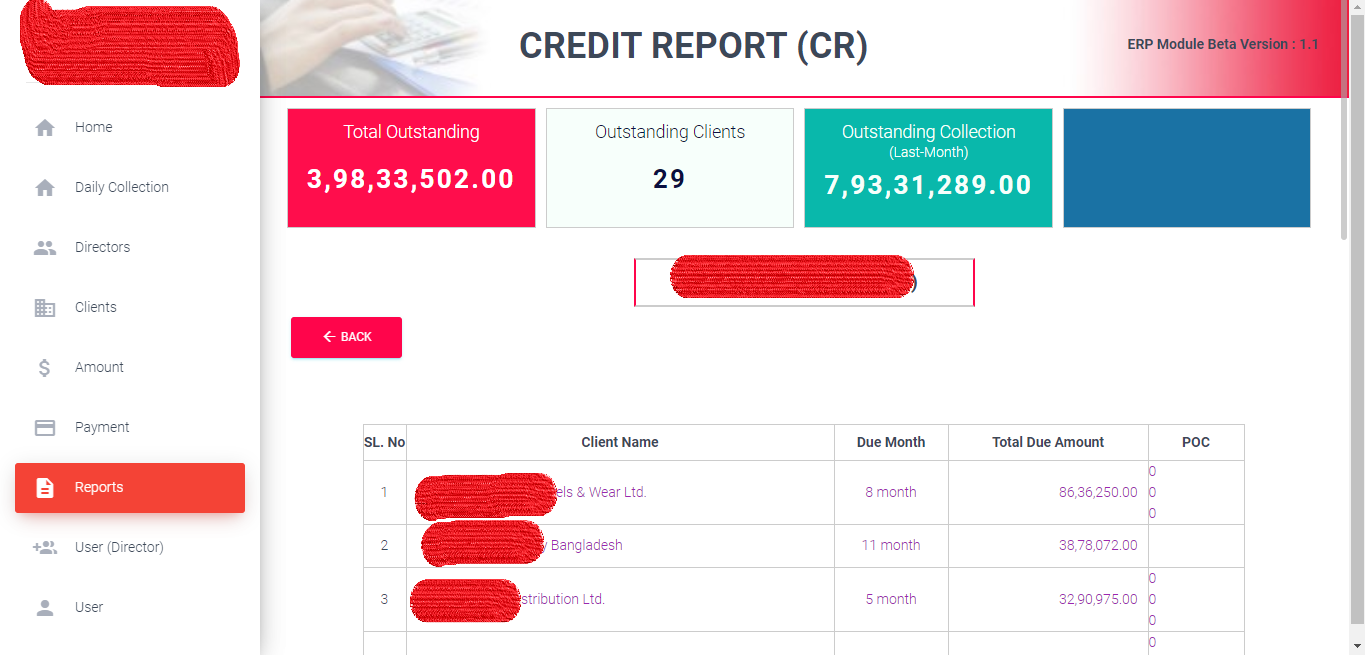 CREDIT REPORT (CR)
ERP Module Beta Version : 1.1
Home
Daily Collection
Directors
Clients
Amount
Payment
Reports
User (Director)
User
Total Outstanding
3,98,33,502.00
Outstanding Clients
29
Outstanding Collection
(Last-Month)
7,93,31,289.00
BACK
SL. No Client Name Due Month Total Due Amount POC
0
1 els & Wear Ltd. 8 month 86,36,250.00 0
0
2 Bangladesh 11 month 38,78,072.00
0
3 stribution Ltd. 5 month 32,90,975.00 0
0
0